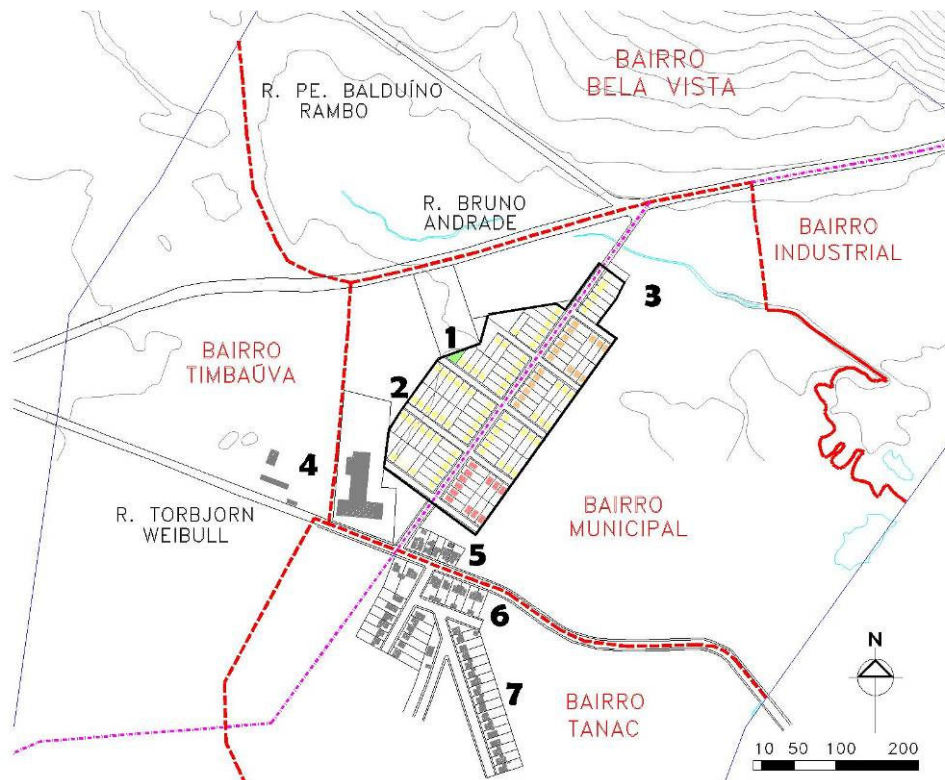 BAIRRO
BELA VISTA
R. PE. BALDUÍNO
RAMBO
R. BRUNO
ANDRADE
BAIRRO
INDUSTRIAL
3
1
BAIRRO
TIMBAÚVA
2
4
BAIRRO
MUNICIPAL
R. TORBJORN
WEIBULL
5
6
N
7
BAIRRO
TANAC
10 50 100 200